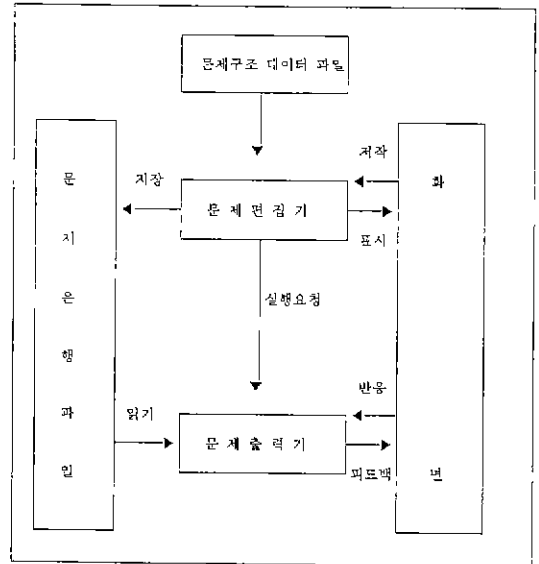 문제구조 데이터 파일
저작
저장
문 제 편 집 기
표시
실행요청
반응
읽기
문 제 출 력 기
피드백
문 지 은 행 파 일
화 면